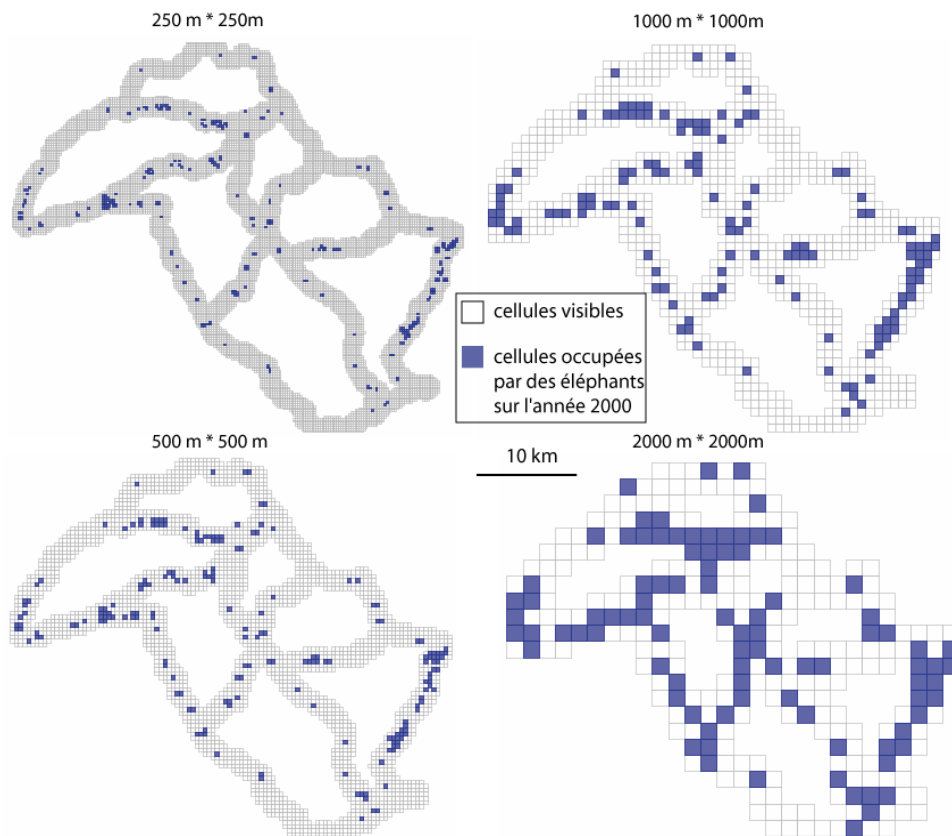 250 m * 250m
1000 m * 1000m
cellules visibles
cellules occupées
par des éléphants
sur l'année 2000
500 m * 500 m
10 km
2000 m * 2000m